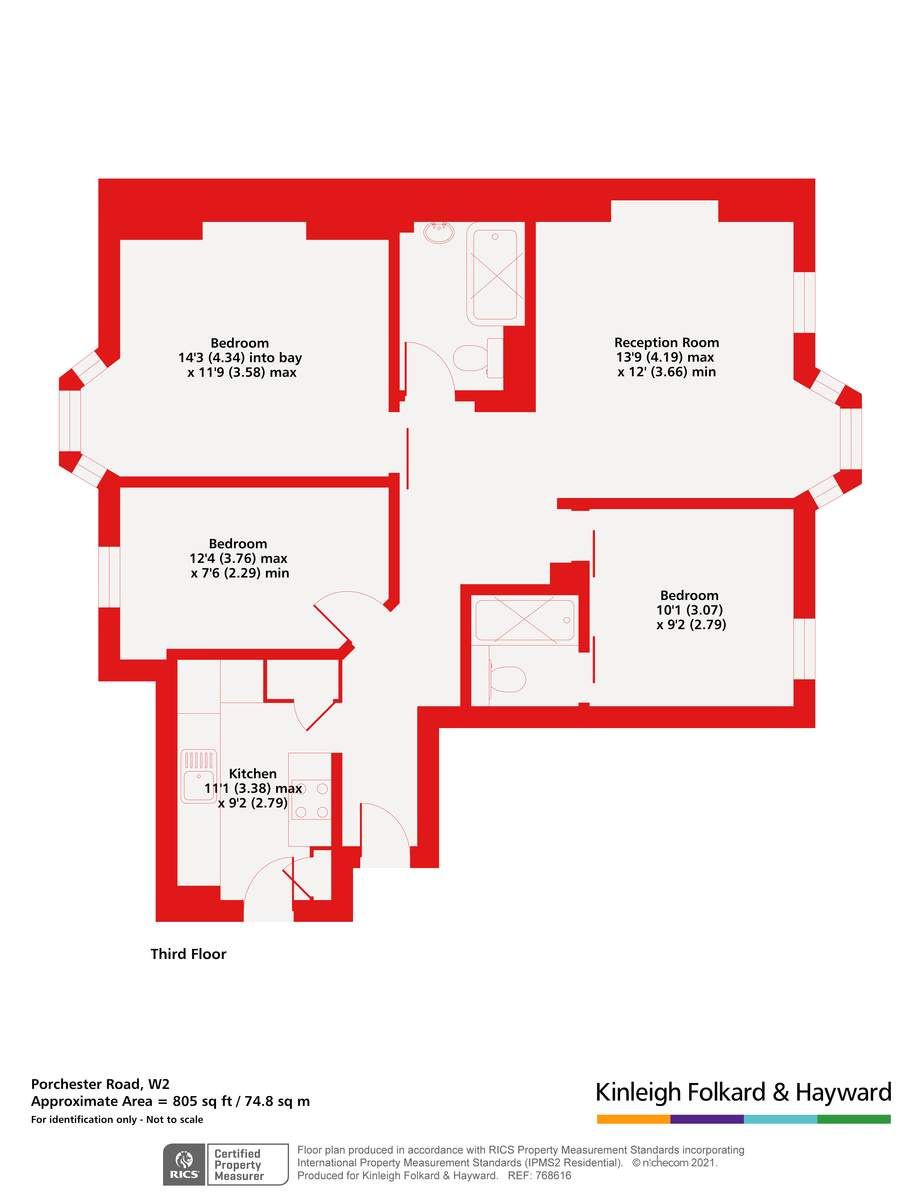 Bedroom
14'3 (4.34) into bay
x 11'9 (3.58) max
Reception Room
13'9 (4.19) max
x 12' (3.66) min
Bedroom
12'4 (3.76) max
x 7'6 (2.29) min
Bedroom
10'1 (3.07)
x 9'2 (2.79)
Kitchen
11'1 (3.38) max
x 9'2 (2.79)
Third Floor
Porchester Road, W2
Approximate Area = 805 sq ft / 74.8 sq m
For identification only - Not to scale
Kinleigh Folkard & Hayward
RICS
Certified
Property
Measurer
Floor plan produced in accordance with RICS Property Measurement Standards incorporating
International Property Measurement Standards (IPMS2 Residential). © n!checom 2021.
Produced for Kinleigh Folkard & Hayward. REF: 768616